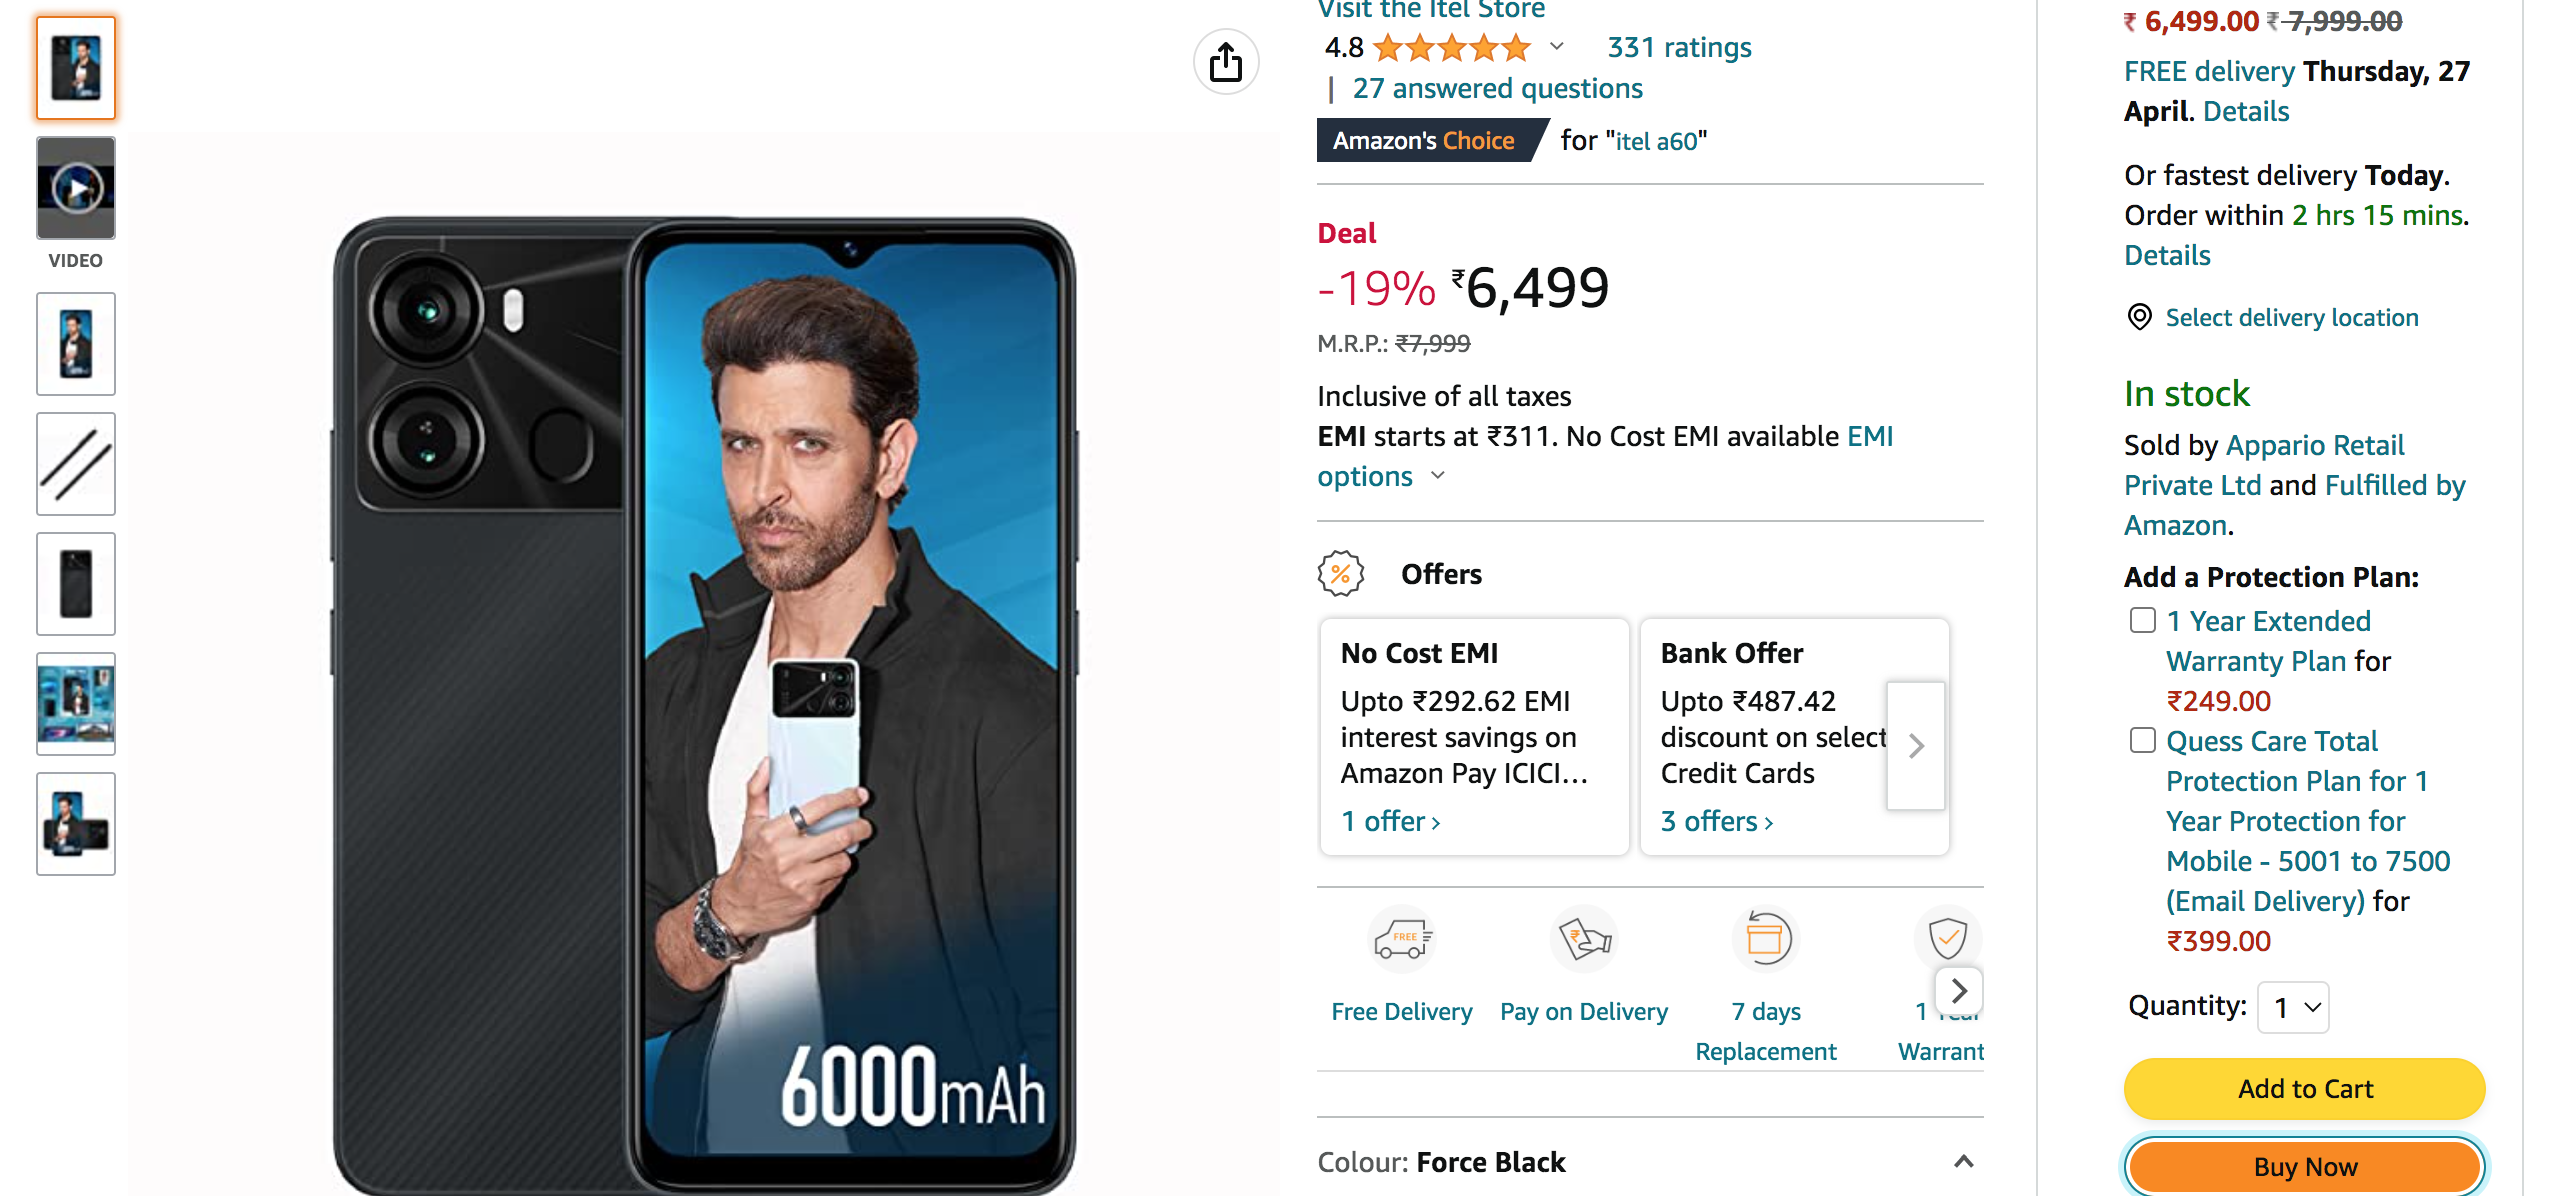 VIDEO
6000mAh
Visit the Itel Store
4.8
331 ratings
| 27 answered questions
Amazon's Choice for "itel a60"
Deal
-19% ₹6,499
M.R.P.: ₹7,999
Inclusive of all taxes
EMI starts at ₹311. No Cost EMI available EMI
options
Offers
No Cost EMI
Upto ₹292.62 EMI
interest savings on
Amazon Pay ICICI…
1 offer ›
Bank Offer
Upto ₹487.42
discount on select
Credit Cards
3 offers ›
FREE
Free Delivery
Pay on Delivery
7 days
Replacement
1
Warrant
Colour: Force Black
₹ 6,499.00 ₹ 7,999.00
FREE delivery Thursday, 27
April. Details
Or fastest delivery Today.
Order within 2 hrs 15 mins.
Details
Select delivery location
In stock
Sold by Appario Retail
Private Ltd and Fulfilled by
Amazon.
Add a Protection Plan:
1 Year Extended
Warranty Plan for
₹249.00
Quess Care Total
Protection Plan for 1
Year Protection for
Mobile - 5001 to 7500
(Email Delivery) for
₹399.00
Quantity: 1
Add to Cart
Buy Now